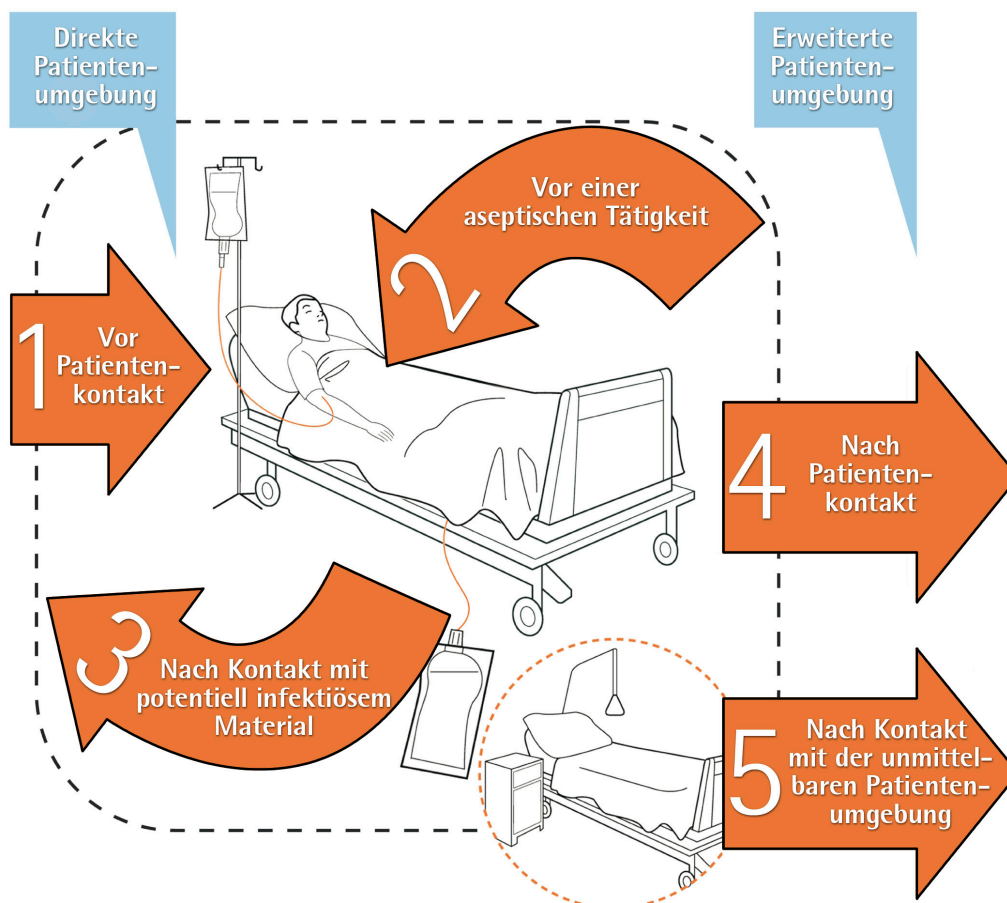 Direkte
Patienten-
umgebung
Erweiterte
Patienten-
umgebung
Vor einer
aseptischen Tätigkeit
2
1
Vor
Patienten-
kontakt
4
Nach
Patienten-
kontakt
3
Nach Kontakt mit
potentiell infektiösem
Material
5
Nach Kontakt
mit der unmittel-
baren Patienten-
umgebung